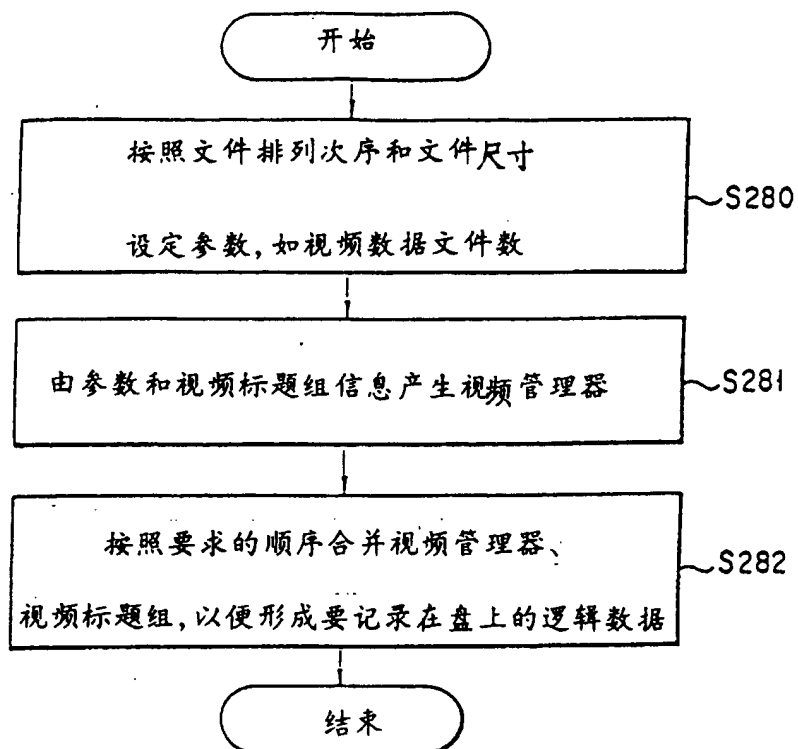 开始
按照文件排列次序和文件尺寸
S280
设定参数,如视频数据文件数
由参数和视频标题组信息产生视频管理器
S281
按照要求的顺序合并视频管理器、
S282
视频标题组,以便形成要记录在盘上的逻辑数据
结束